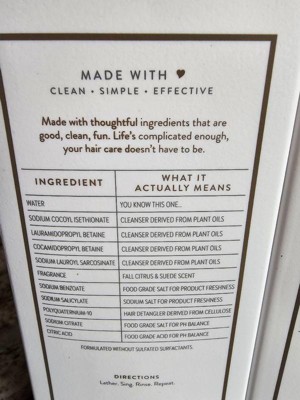 MADE WITH ♥
CLEAN • SIMPLE • EFFECTIVE
Made with thoughtful ingredients that are
good, clean, fun. Life's complicated enough,
your hair care doesn't have to be.
INGREDIENT WHAT IT
ACTUALLY MEANS
WATER YOU KNOW THIS ONE...
SODIUM COCOYL ISETHIONATE CLEANSER DERIVED FROM PLANT OILS
LAURAMIDOPROPYL BETAINE CLEANSER DERIVED FROM PLANT OILS
COCAMIDOPROPYL BETAINE CLEANSER DERIVED FROM PLANT OILS
SODIUM LAUROYL SARCOSINATE CLEANSER DERIVED FROM PLANT OILS
FRAGRANCE FALL CITRUS & SUEDE SCENT
SODIUM BENZOATE FOOD GRADE SALT FOR PRODUCT FRESHNESS
SODIUM SALICYLATE SODIUM SALT FOR PRODUCT FRESHNESS
POLYQUATERNIUM-10 HAIR DETANGLER DERIVED FROM CELLULOSE
SODIUM CITRATE FOOD GRADE SALT FOR PH BALANCE
CITRIC ACID FOOD GRADE ACID FOR PH BALANCE
FORMULATED WITHOUT SULFATED SURFACTANTS.
DIRECTIONS
Lather. Sing. Rinse. Repeat.